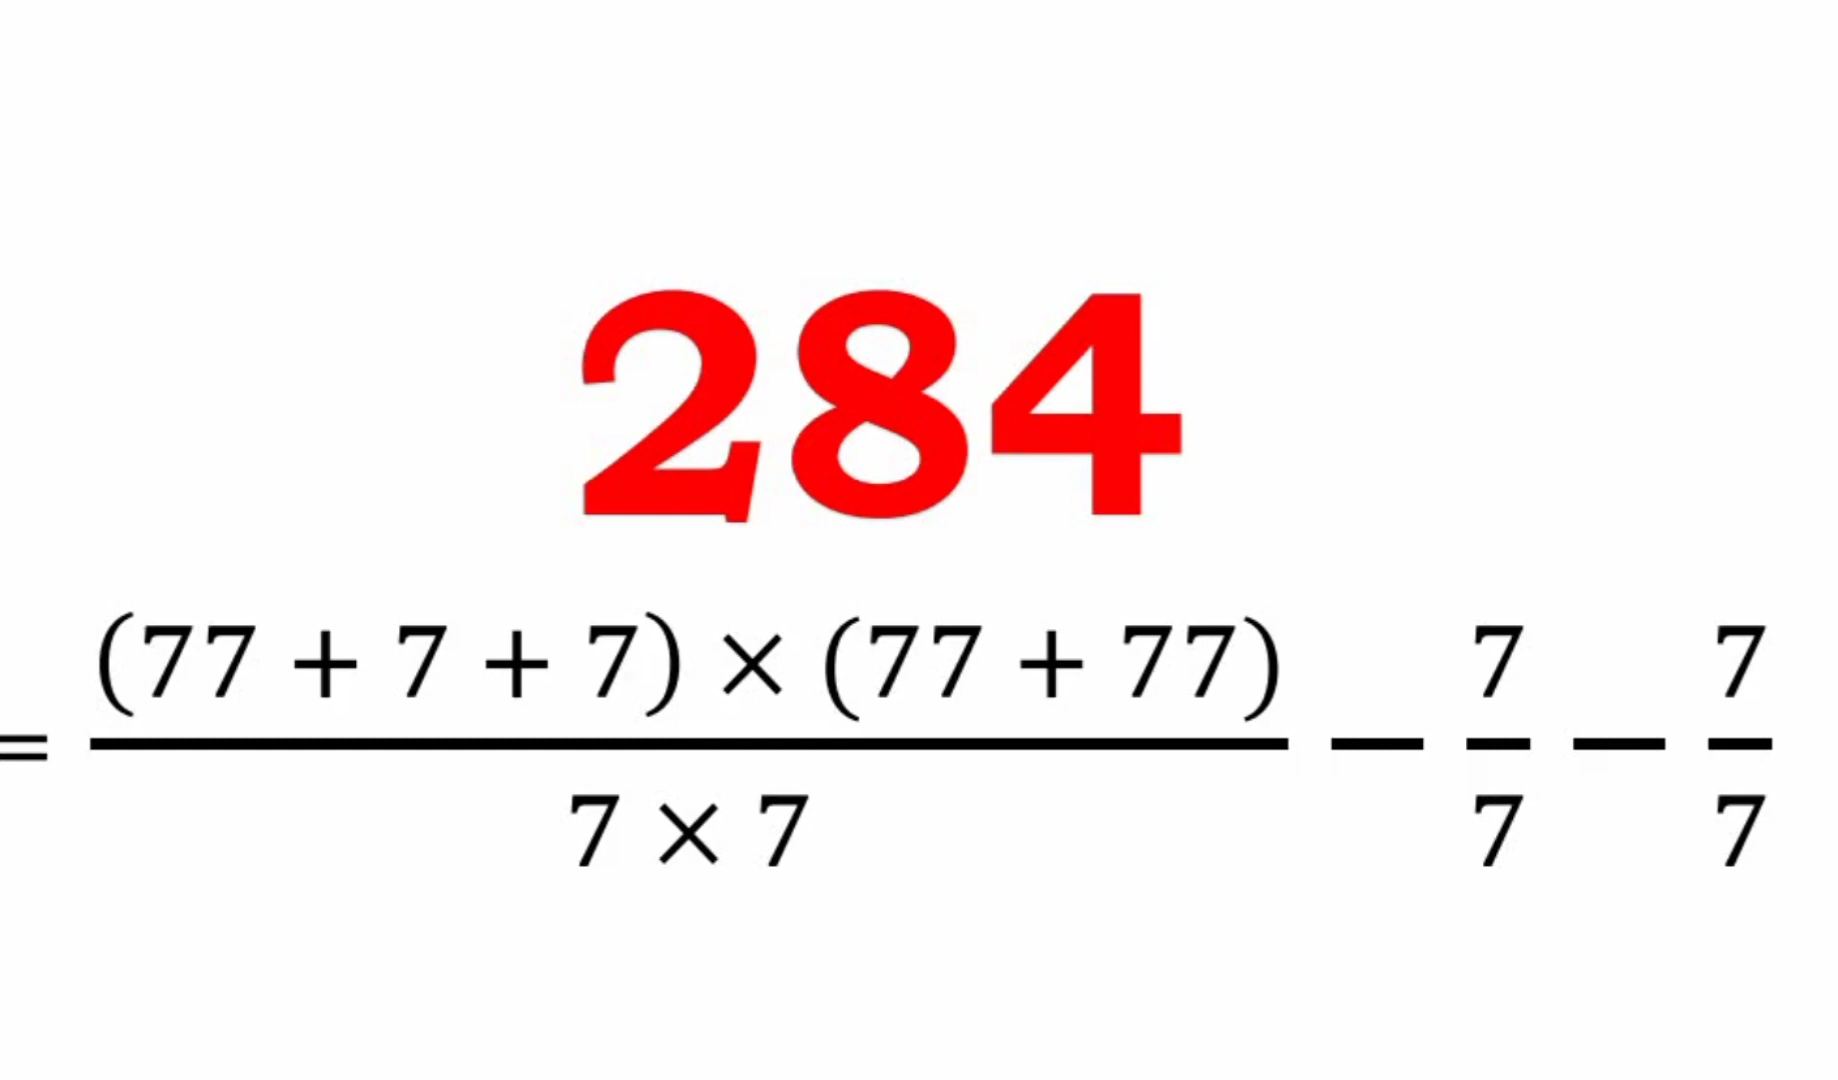 284
= (77 + 7 + 7) × (77 + 77) / 7 × 7 − 7/7 − 7/7